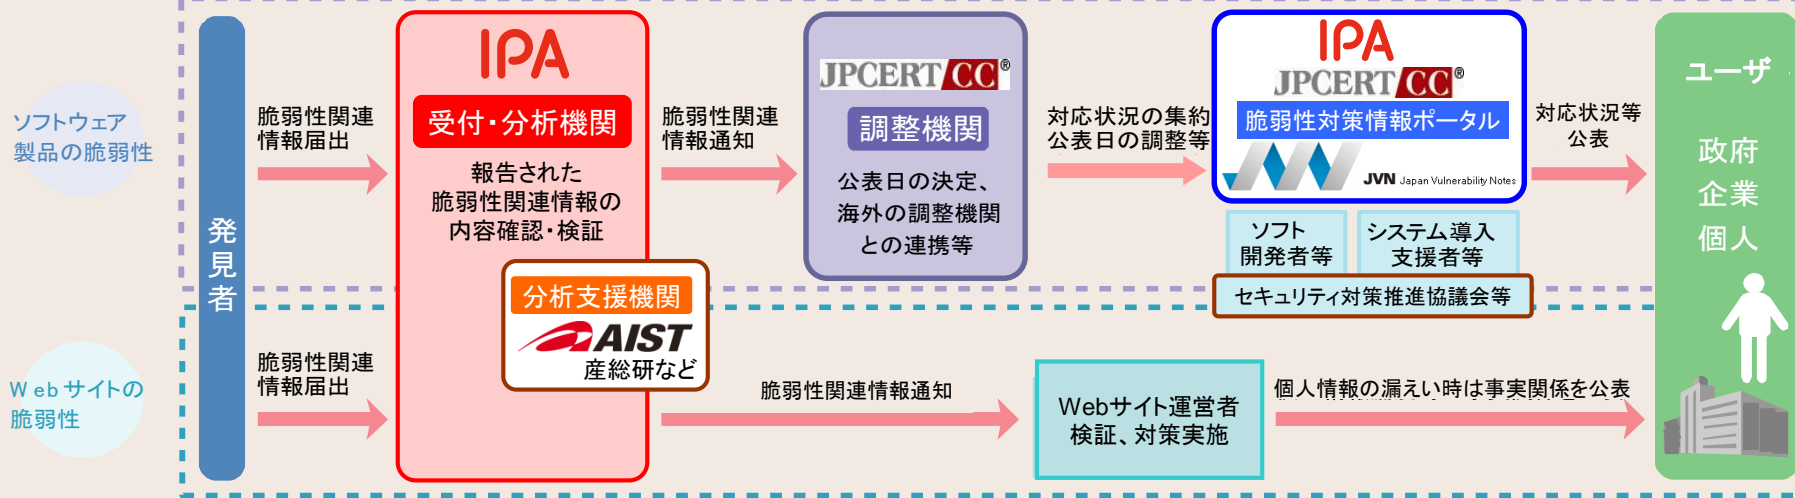 ソフトウェア
製品の脆弱性
Webサイトの
脆弱性
発見者
脆弱性関連
情報届出
脆弱性関連
情報届出
IPA
受付・分析機関
報告された
脆弱性関連情報の
内容確認・検証
分析支援機関
AIST
産総研など
脆弱性関連
情報通知
JPCERT/CC®
調整機関
公表日の決定、
海外の調整機関
との連携等
対応状況の集約
公表日の調整等
IPA
JPCERT/CC®
脆弱性対策情報ポータル
JVN Japan Vulnerability Notes
ソフト
開発者等
システム導入
支援者等
セキュリティ対策推進協議会等
対応状況等
公表
脆弱性関連情報通知
Webサイト運営者
検証、対策実施
個人情報の漏えい時は事実関係を公表
ユーザ
政府
企業
個人